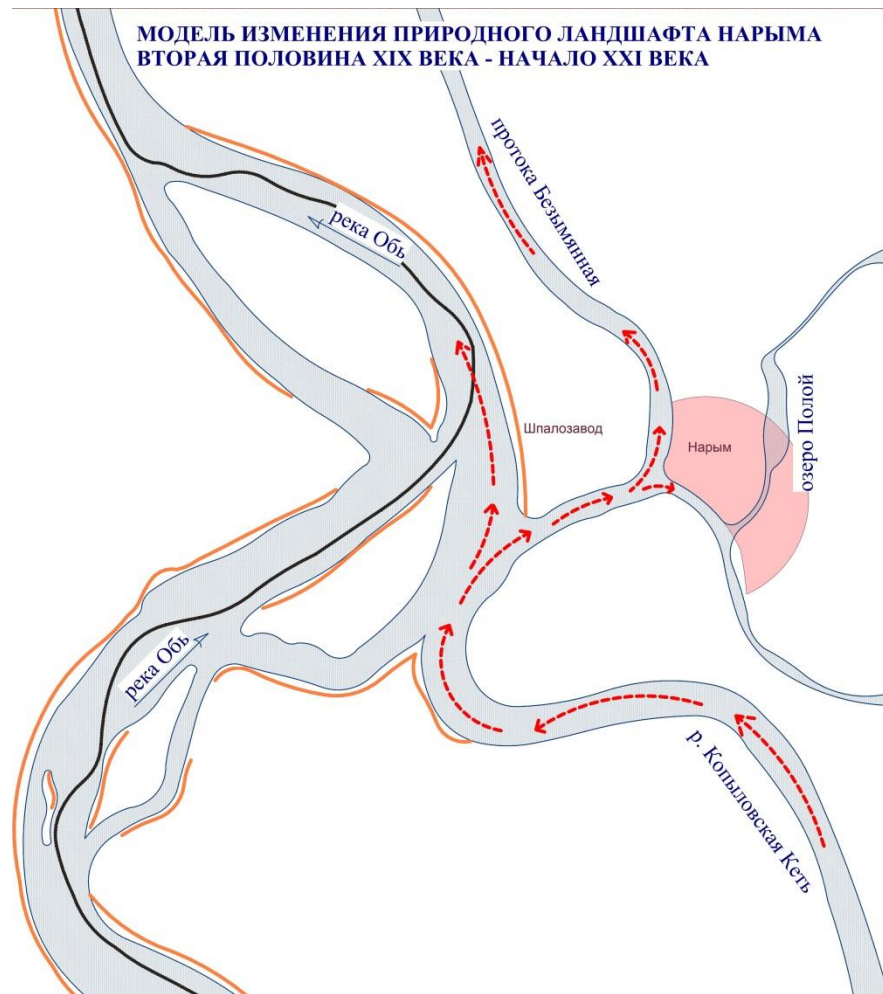 МОДЕЛЬ ИЗМЕНЕНИЯ ПРИРОДНОГО ЛАНДШАФТА НАРЫМА
ВТОРАЯ ПОЛОВИНА XIX ВЕКА - НАЧАЛО XXI ВЕКА
протока Безымянная
река Обь
Шпалозавод
Нарым
озеро Полой
река Обь
р. Копыловская Кеть